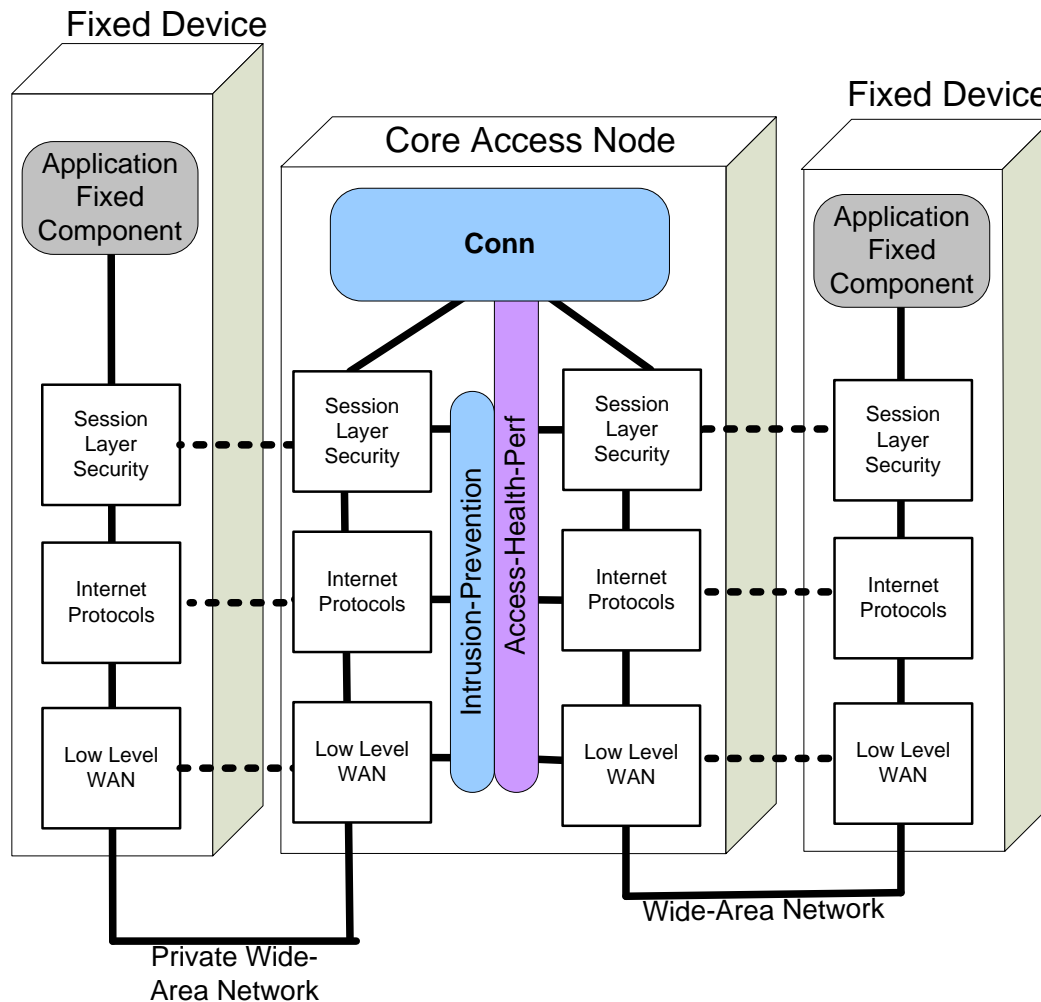 Fixed Device
Application
Fixed
Component
Session
Layer
Security
Internet
Protocols
Low Level
WAN
Core Access Node
Conn
Session
Layer
Security
Internet
Protocols
Low Level
WAN
Intrusion-Prevention
Access-Health-Perf
Session
Layer
Security
Internet
Protocols
Low Level
WAN
Fixed Device
Application
Fixed
Component
Session
Layer
Security
Internet
Protocols
Low Level
WAN
Private Wide-
Area Network
Wide-Area Network